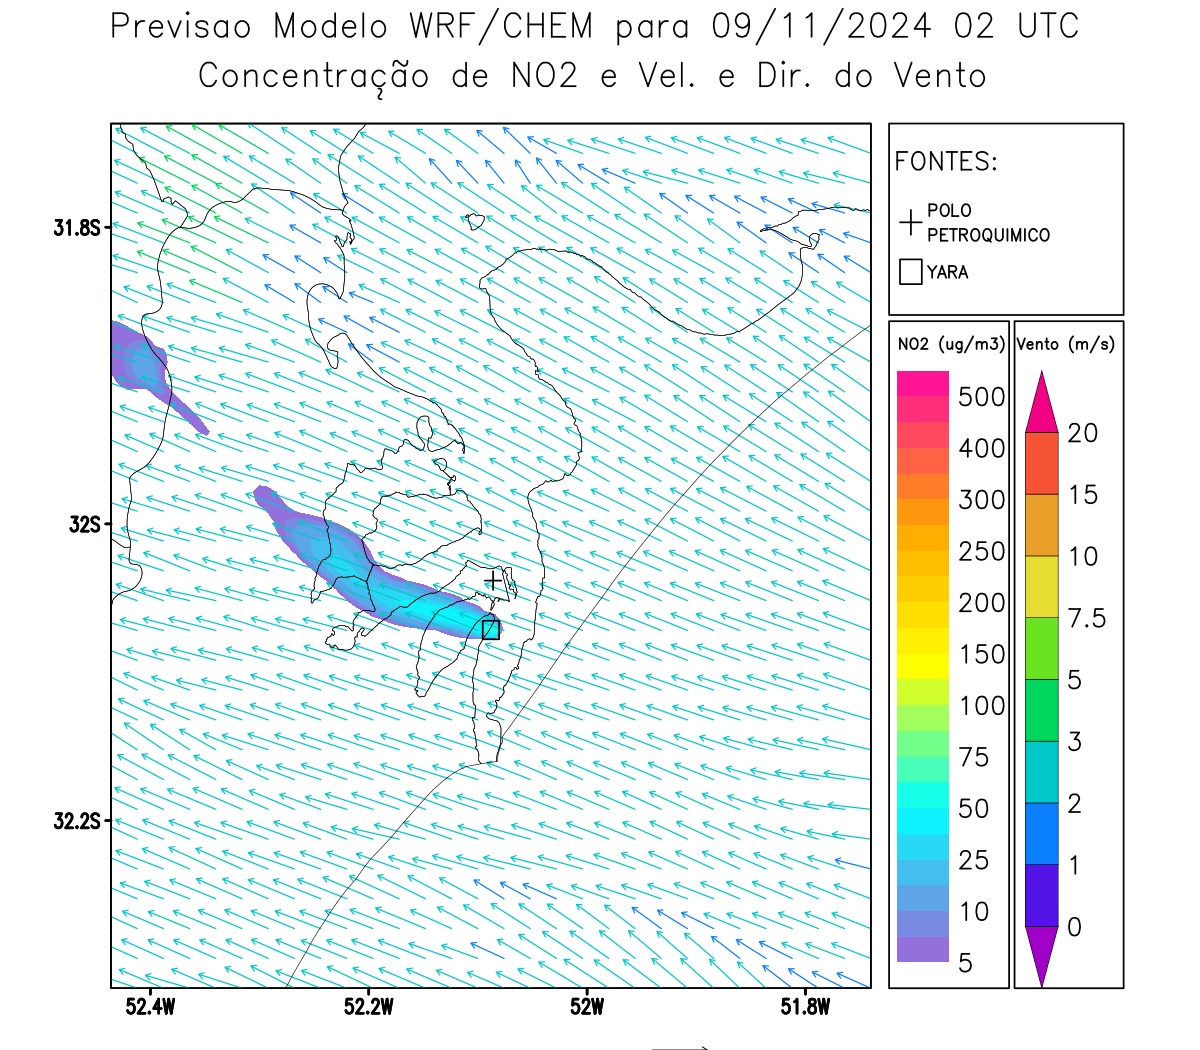 Previsao Modelo WRF/CHEM para 09/11/2024 02 UTC
Concentração de NO2 e Vel. e Dir. do Vento
FONTES:
POLO
PETROQUIMICO
YARA
NO2 (ug/m3)
500
400
300
250
200
150
100
75
50
25
10
5
Vento (m/s)
20
15
10
7.5
5
3
2
1
0
31.8S
32S
32.2S
52.4W
52.2W
52W
51.8W